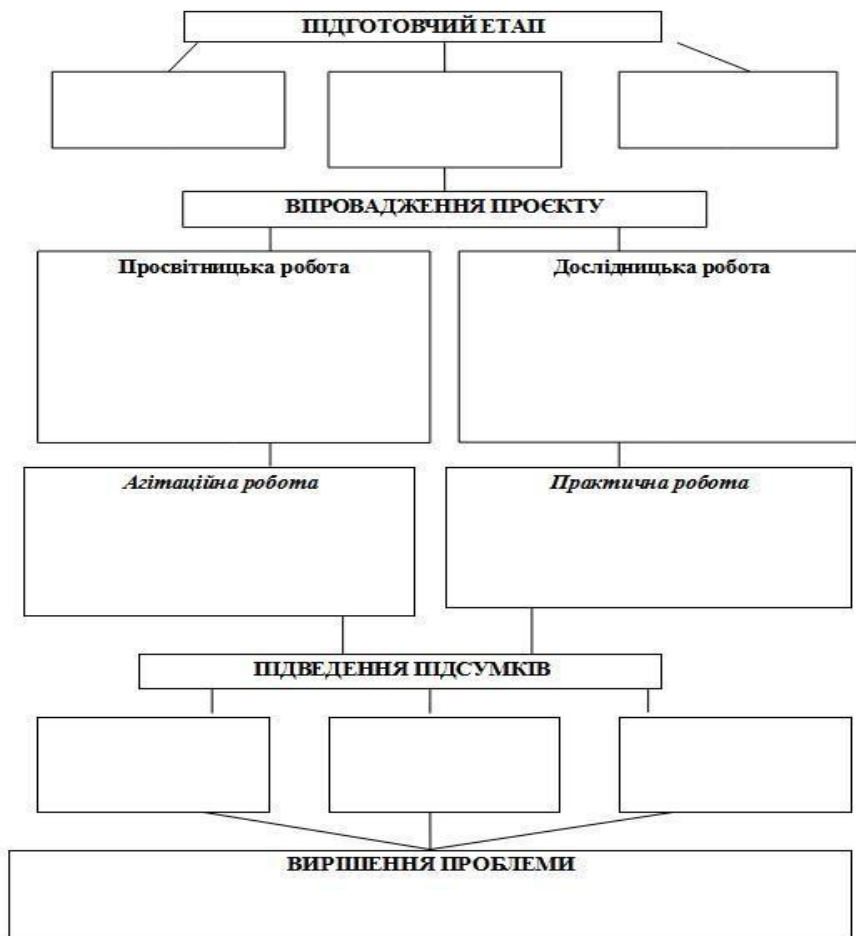 ПІДГОТОВЧИЙ ЕТАП
ВПРОВАДЖЕННЯ ПРОЄКТУ
Просвітницька робота
Дослідницька робота
Агітаційна робота
Практична робота
ПІДВЕДЕННЯ ПІДСУМКІВ
ВИРІШЕННЯ ПРОБЛЕМИ